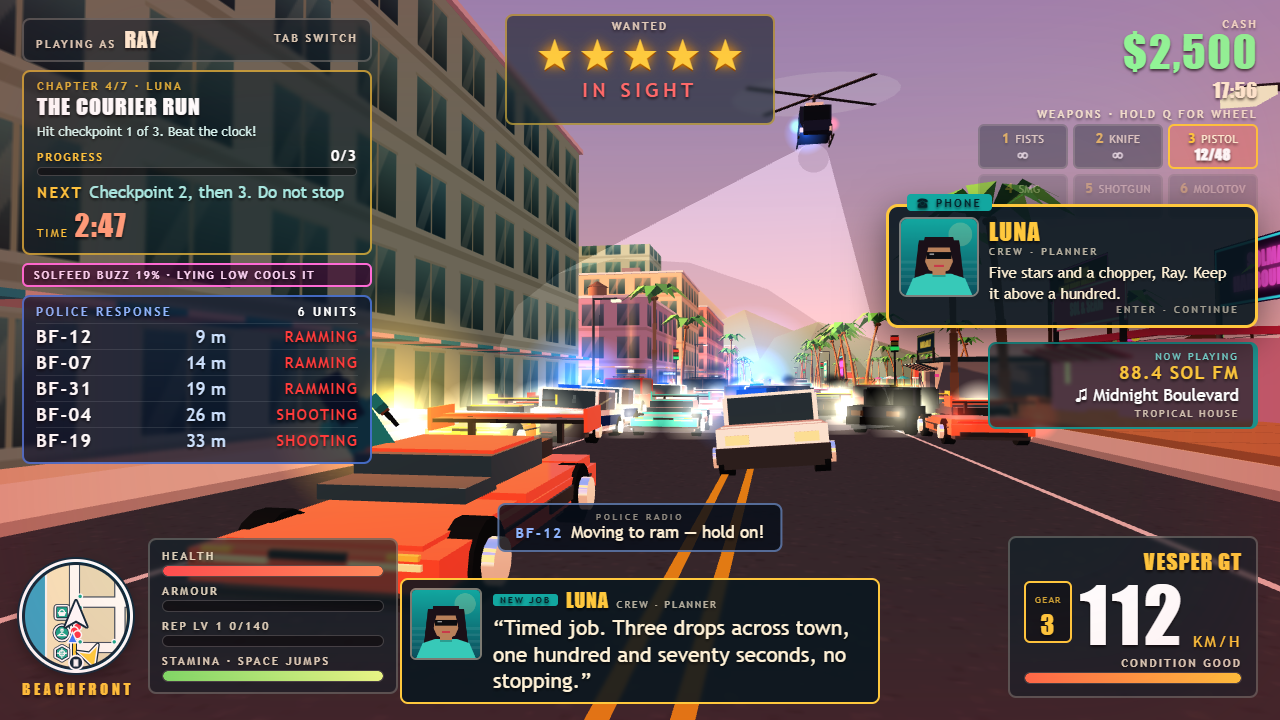 PLAYING AS RAY TAB SWITCH
CHAPTER 4/7 · LUNA
THE COURIER RUN
Hit checkpoint 1 of 3. Beat the clock!
PROGRESS 0/3
NEXT Checkpoint 2, then 3. Do not stop
TIME 2:47
SOLFEED BUZZ 19% · LYING LOW COOLS IT
POLICE RESPONSE 6 UNITS
BF-12 9 m RAMMING
BF-07 14 m RAMMING
BF-31 19 m RAMMING
BF-04 26 m SHOOTING
BF-19 33 m SHOOTING
WANTED
IN SIGHT
CASH
$2,500
17:56
WEAPONS · HOLD Q FOR WHEEL
1 FISTS 2 KNIFE 3 PISTOL
∞ ∞ 12/48
4 SMG 5 SHOTGUN 6 MOLOTOV
☎ PHONE
LUNA
CREW · PLANNER
Five stars and a chopper, Ray. Keep
it above a hundred.
ENTER · CONTINUE
NOW PLAYING
88.4 SOL FM
♫ Midnight Boulevard
TROPICAL HOUSE
POLICE RADIO
BF-12 Moving to ram — hold on!
HEALTH
ARMOUR
REP LV 1 0/140
STAMINA · SPACE JUMPS
BEACHFRONT
NEW JOB LUNA CREW · PLANNER
“Timed job. Three drops across town,
one hundred and seventy seconds, no
stopping.”
VESPER GT
GEAR
3
112 KM/H
CONDITION GOOD